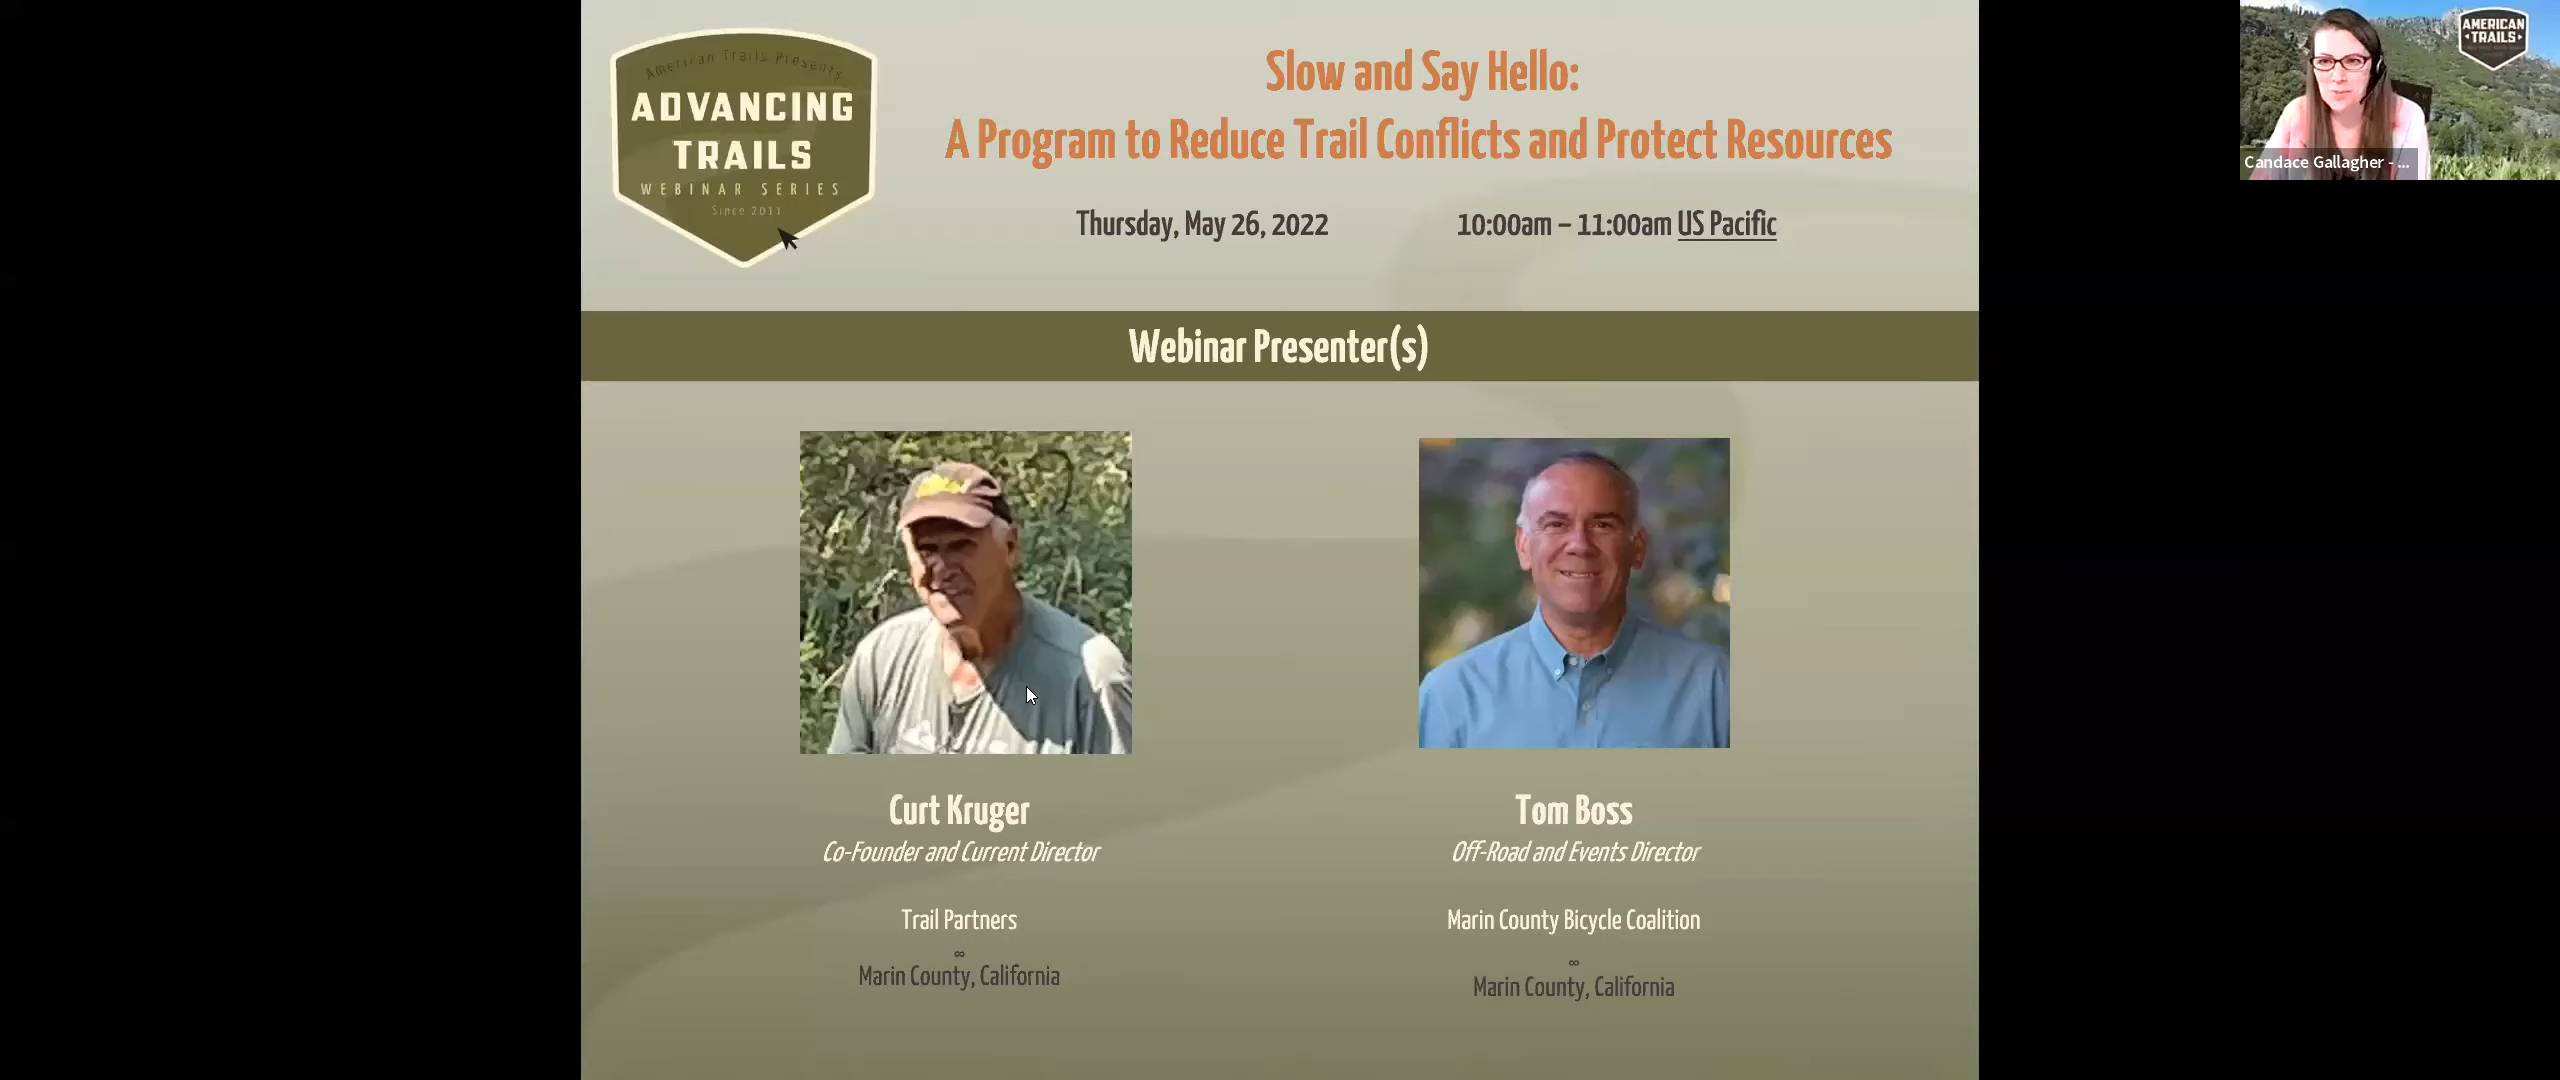 American Trails Presents
ADVANCING
TRAILS
WEBINAR SERIES
Since 2011
Slow and Say Hello:
A Program to Reduce Trail Conflicts and Protect Resources
Thursday, May 26, 2022
10:00am – 11:00am US Pacific
AMERICAN
TRAILS
Candace Gallagher - ...
Webinar Presenter(s)
Curt Kruger
Co-Founder and Current Director
Trail Partners
∞
Marin County, California
Tom Boss
Off-Road and Events Director
Marin County Bicycle Coalition
∞
Marin County, California